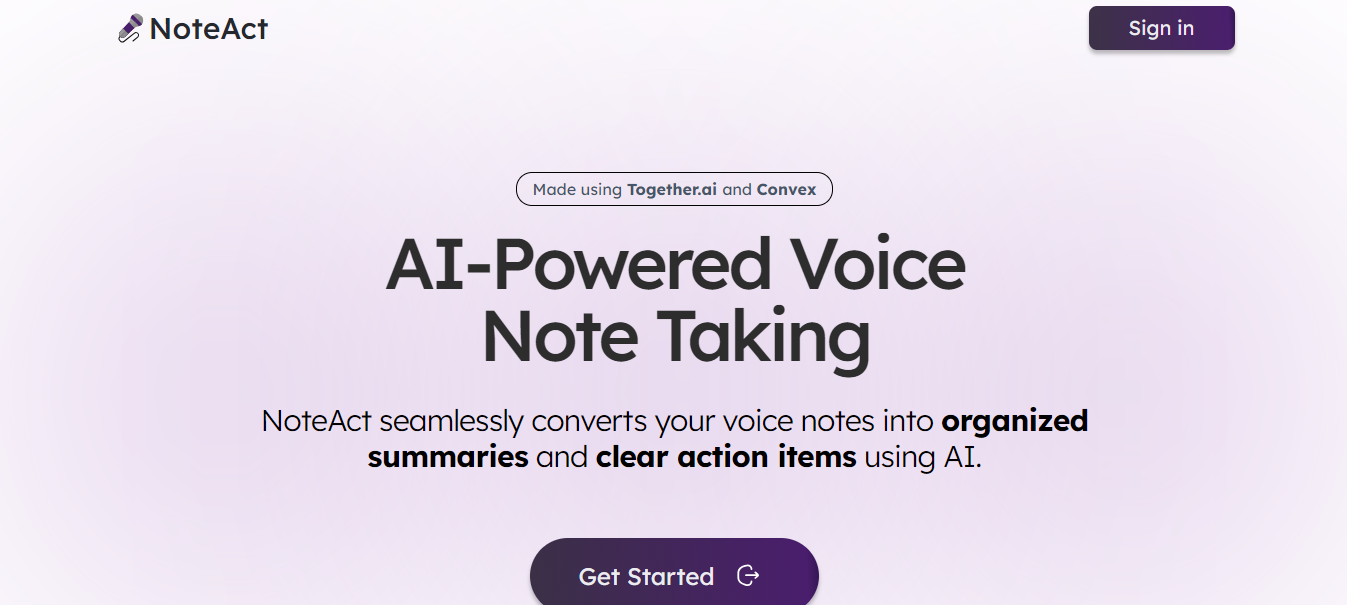 NoteAct
Sign in
Made using Together.ai and Convex
AI-Powered Voice
Note Taking
NoteAct seamlessly converts your voice notes into organized
summaries and clear action items using AI.
Get Started